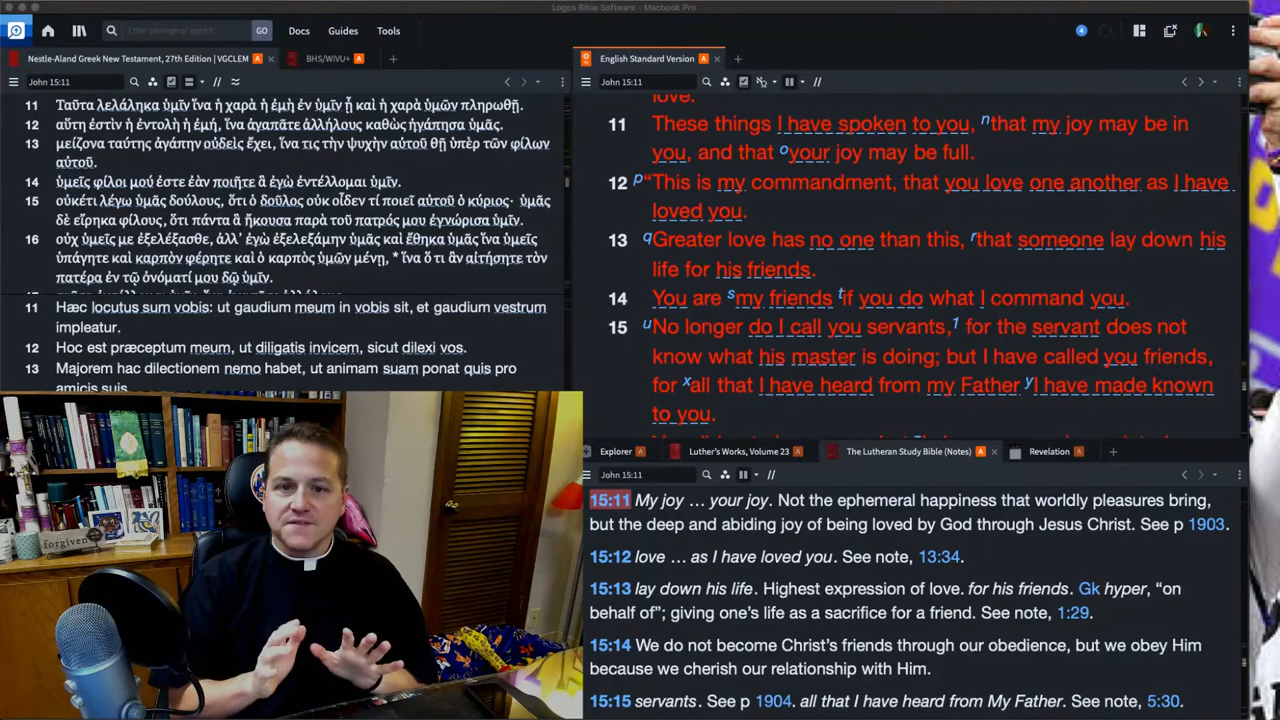 Logos Bible Software – Macbook Pro
GO
Docs
Guides
Tools
4
Nestle-Aland Greek New Testament, 27th Edition | VGCLEM
BHS/WIVU+
John 15:11
11 Ταῦτα λελάληκα ὑμῖν ἵνα ἡ χαρὰ ἡ ἐμὴ ἐν ὑμῖν ᾖ καὶ ἡ χαρὰ ὑμῶν πληρωθῇ.
12 αὕτη ἐστὶν ἡ ἐντολὴ ἡ ἐμή, ἵνα ἀγαπᾶτε ἀλλήλους καθὼς ἠγάπησα ὑμᾶς.
13 μείζονα ταύτης ἀγάπην οὐδεὶς ἔχει, ἵνα τις τὴν ψυχὴν αὐτοῦ θῇ ὑπὲρ τῶν φίλων
αὐτοῦ.
14 ὑμεῖς φίλοι μού ἐστε ἐὰν ποιῆτε ἃ ἐγὼ ἐντέλλομαι ὑμῖν.
15 οὐκέτι λέγω ὑμᾶς δούλους, ὅτι ὁ δοῦλος οὐκ οἶδεν τί ποιεῖ αὐτοῦ ὁ κύριος· ὑμᾶς
δὲ εἴρηκα φίλους, ὅτι πάντα ἃ ἤκουσα παρὰ τοῦ πατρός μου ἐγνώρισα ὑμῖν.
16 οὐχ ὑμεῖς με ἐξελέξασθε, ἀλλʼ ἐγὼ ἐξελεξάμην ὑμᾶς καὶ ἔθηκα ὑμᾶς ἵνα ὑμεῖς
ὑπάγητε καὶ καρπὸν φέρητε καὶ ὁ καρπὸς ὑμῶν μένῃ, * ἵνα ὅ τι ἂν αἰτήσητε τὸν
πατέρα ἐν τῷ ὀνόματί μου δῷ ὑμῖν.
11 Hæc locutus sum vobis: ut gaudium meum in vobis sit, et gaudium vestrum
impleatur.
12 Hoc est præceptum meum, ut diligatis invicem, sicut dilexi vos.
13 Majorem hac dilectionem nemo habet, ut animam suam ponat quis pro
amicis suis.
forgiven
English Standard Version
John 15:11
love.
11 These things I have spoken to you, n that my joy may be in
you, and that o your joy may be full.
12 p “This is my commandment, that you love one another as I have
loved you.
13 q Greater love has no one than this, r that someone lay down his
life for his friends.
14 You are s my friends t if you do what I command you.
15 u No longer do I call you servants,1 for the servant does not
know what his master is doing; but I have called you friends,
for x all that I have heard from my Father y I have made known
to you.
Explorer
Luther's Works, Volume 23
The Lutheran Study Bible (Notes)
Revelation
John 15:11
15:11 My joy … your joy. Not the ephemeral happiness that worldly pleasures bring,
but the deep and abiding joy of being loved by God through Jesus Christ. See p 1903.
15:12 love … as I have loved you. See note, 13:34.
15:13 lay down his life. Highest expression of love. for his friends. Gk hyper, “on
behalf of”; giving one’s life as a sacrifice for a friend. See note, 1:29.
15:14 We do not become Christ’s friends through our obedience, but we obey Him
because we cherish our relationship with Him.
15:15 servants. See p 1904. all that I have heard from My Father. See note, 5:30.